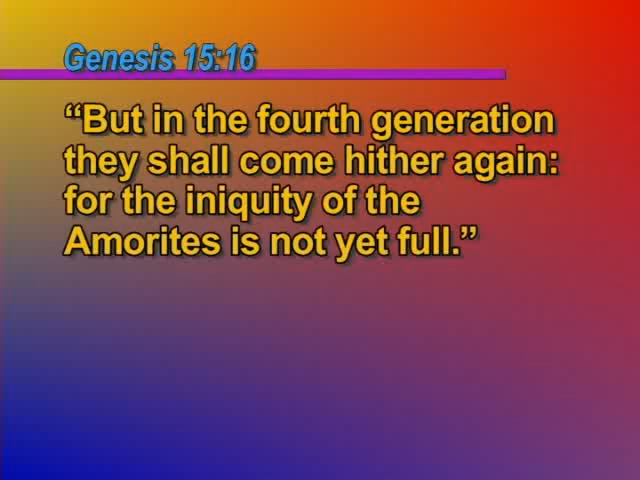 Genesis 15:16
“But in the fourth generation
they shall come hither again:
for the iniquity of the
Amorites is not yet full.”